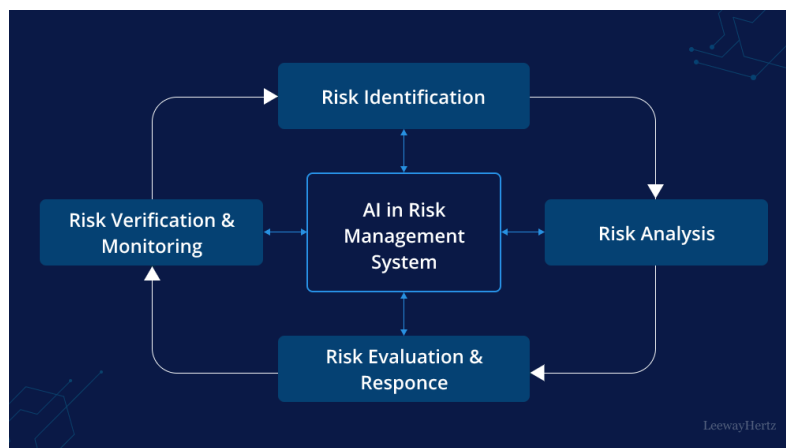 Risk Identification
Risk Verification &
Monitoring
AI in Risk
Management
System
Risk Analysis
Risk Evaluation &
Responce
LeewayHertz